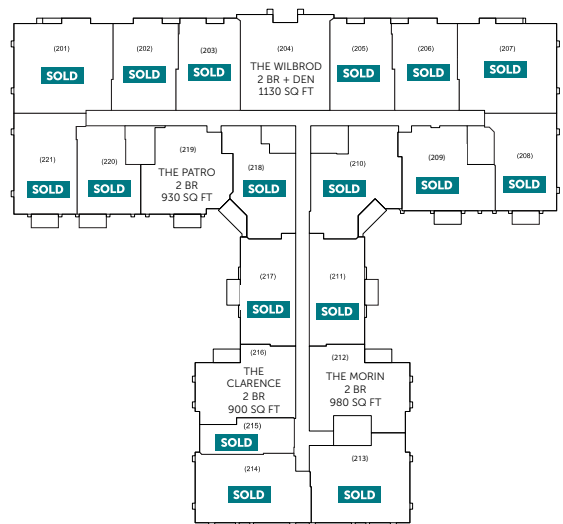 (201)
SOLD
(202)
SOLD
(203)
SOLD
(204)
THE WILBROD
2 BR + DEN
1130 SQ FT
(205)
SOLD
(206)
SOLD
(207)
SOLD
(221)
SOLD
(220)
SOLD
(219)
THE PATRO
2 BR
930 SQ FT
(218)
SOLD
(210)
SOLD
(209)
SOLD
(208)
SOLD
(217)
SOLD
(211)
SOLD
(216)
THE
CLARENCE
2 BR
900 SQ FT
(212)
THE MORIN
2 BR
980 SQ FT
(215)
SOLD
(214)
SOLD
(213)
SOLD